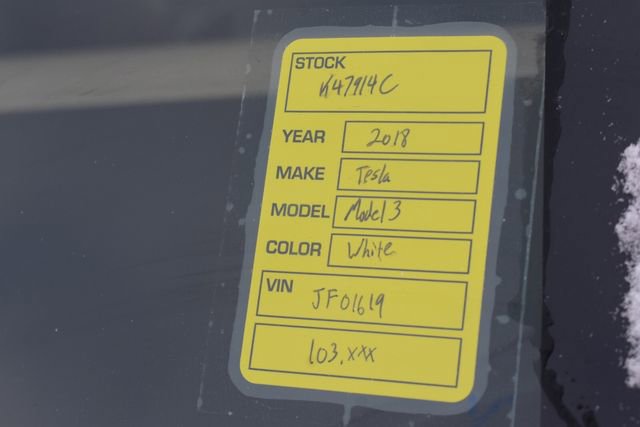 STOCK
K47914C
YEAR 2018
MAKE Tesla
MODEL Model 3
COLOR White
VIN
JF01619
103.xxx